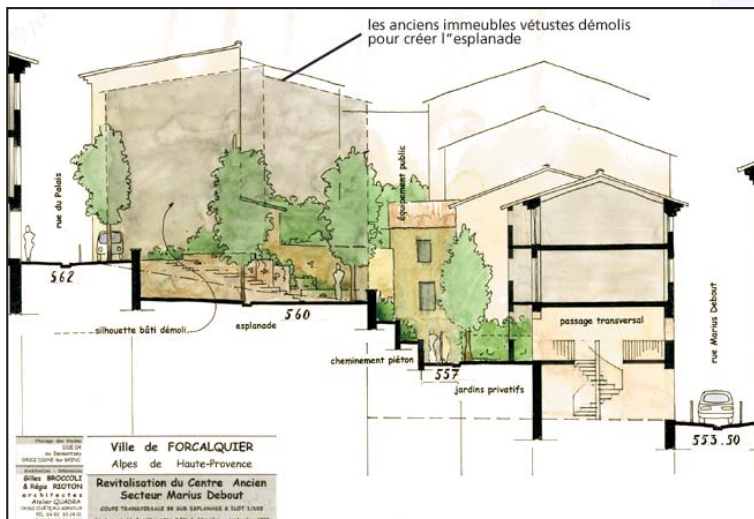 les anciens immeubles vétustes démolis
pour créer l"esplanade
rue du Palais
équipement public
562
560
silhouette bâti démoli
esplanade
cheminement piéton
557
jardins privatifs
passage transversal
rue Marius Debout
553.50
DDE 04
Ville de FORCALQUIER
Alpes de Haute-Provence
Gilles BROCCOLI
& Régis RIOTON
architectes
Atelier QUADRA
Revitalisation du Centre Ancien
Secteur Marius Debout